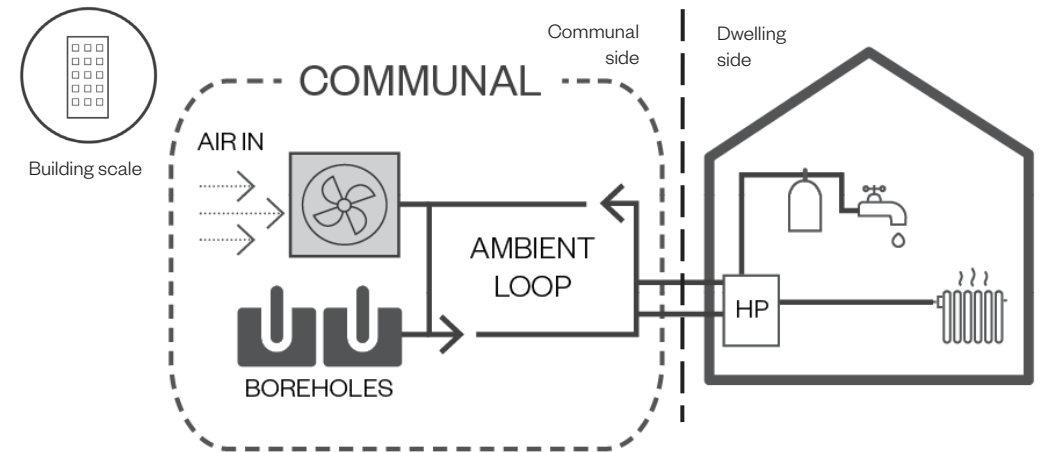 Building scale
COMMUNAL
Communal
side
Dwelling
side
AIR IN
AMBIENT
LOOP
BOREHOLES
HP